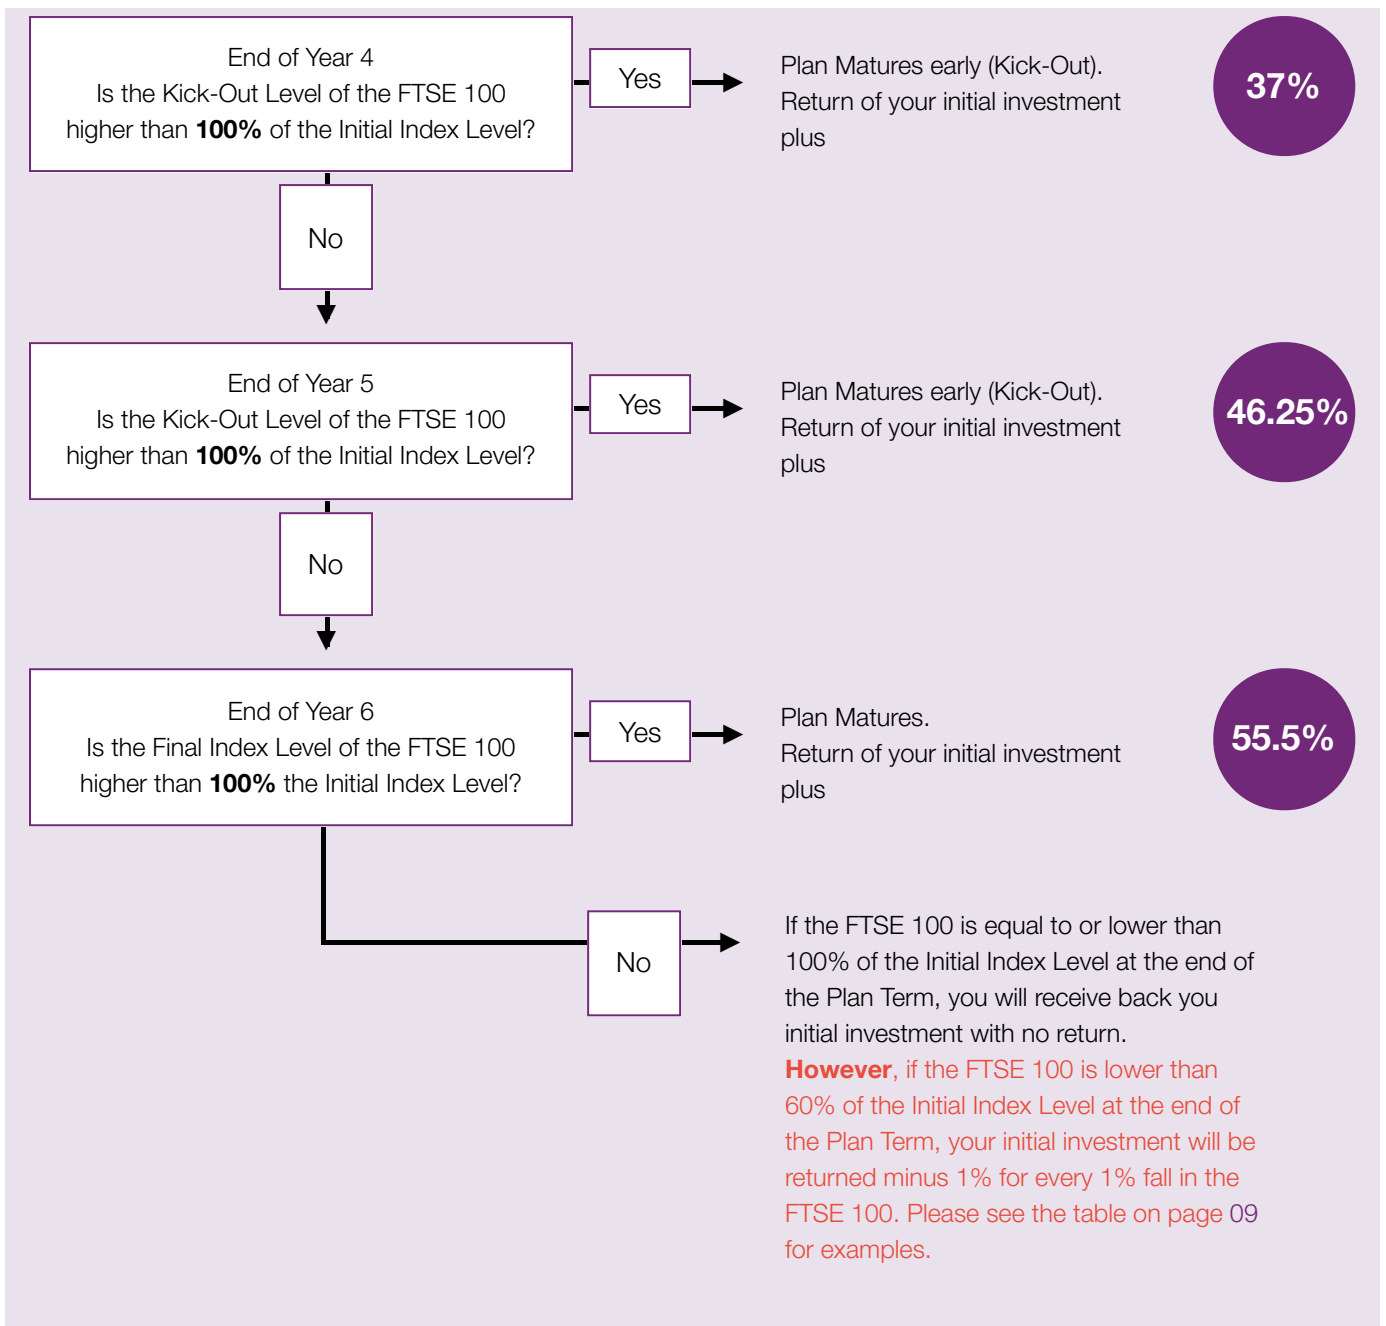 End of Year 4
Is the Kick-Out Level of the FTSE 100
higher than 100% of the Initial Index Level?
Yes
Plan Matures early (Kick-Out).
Return of your initial investment
plus
37%
No
End of Year 5
Is the Kick-Out Level of the FTSE 100
higher than 100% of the Initial Index Level?
Yes
Plan Matures early (Kick-Out).
Return of your initial investment
plus
46.25%
No
End of Year 6
Is the Final Index Level of the FTSE 100
higher than 100% the Initial Index Level?
Yes
Plan Matures.
Return of your initial investment
plus
55.5%
No
If the FTSE 100 is equal to or lower than
100% of the Initial Index Level at the end of
the Plan Term, you will receive back you
initial investment with no return.
However, if the FTSE 100 is lower than
60% of the Initial Index Level at the end of
the Plan Term, your initial investment will be
returned minus 1% for every 1% fall in the
FTSE 100. Please see the table on page 09
for examples.